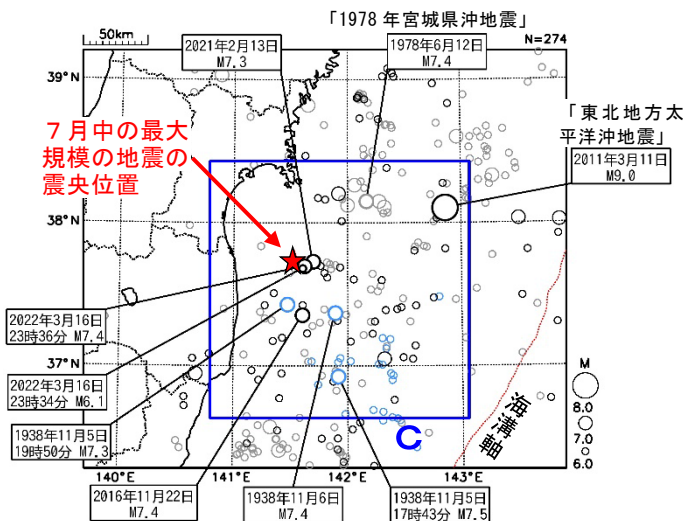 「1978年宮城県沖地震」
50km
2021年2月13日
M7.3
1978年6月12日
M7.4
N=274
39°N
「東北地方太
平洋沖地震」
2011年3月11日
M9.0
7月中の最大
規模の地震の
震央位置
38°N
2022年3月16日
23時36分 M7.4
37°N
2022年3月16日
23時34分 M6.1
M
8.0
7.0
6.0
海溝軸
C
1938年11月5日
19時50分 M7.3
140°E
141°E
142°E
143°E
2016年11月22日
M7.4
1938年11月6日
M7.4
1938年11月5日
17時43分 M7.5